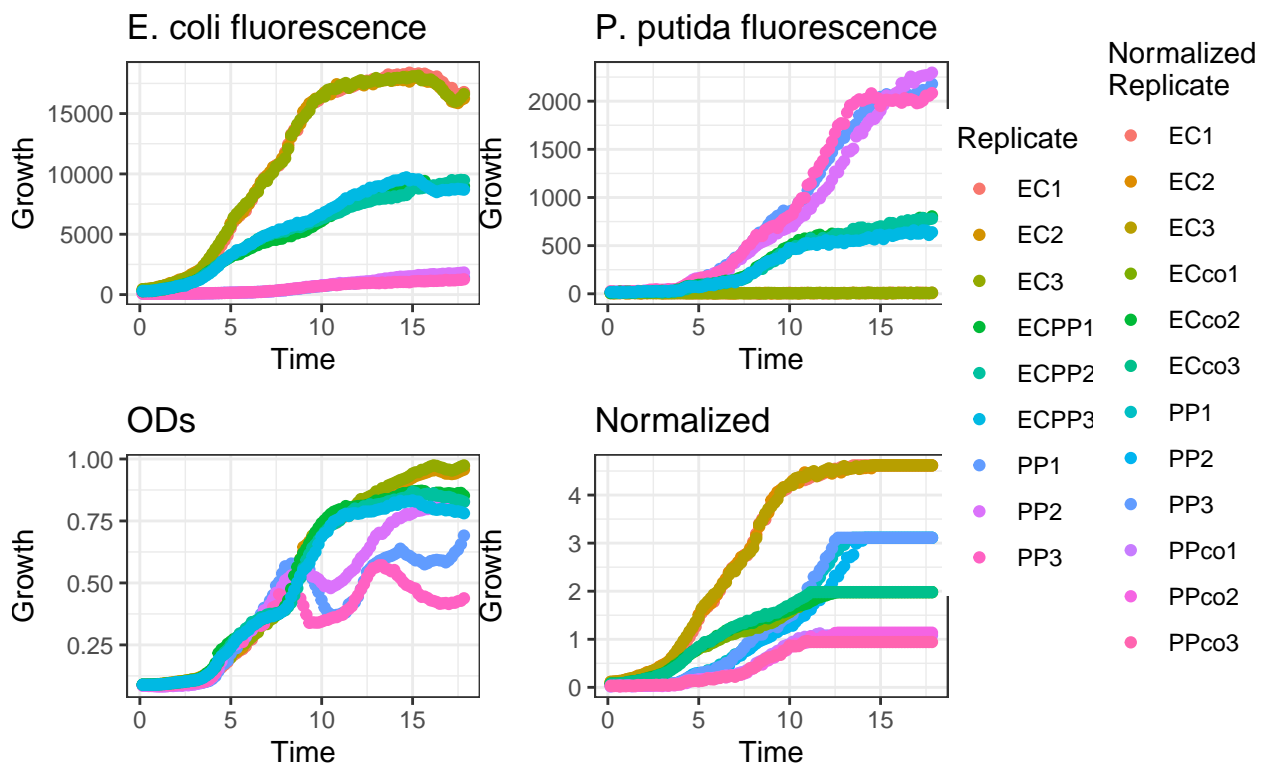 E. coli fluorescence
Growth
15000
10000
5000
0
0
5
10
15
Time
P. putida fluorescence
Growth
2000
1500
1000
500
0
0
5
10
15
Time
ODs
Growth
1.00
0.75
0.50
0.25
0
5
10
15
Time
Normalized
Growth
4
3
2
1
0
0
5
10
15
Time
Replicate
EC1
EC2
EC3
ECPP1
ECPP2
ECPP3
PP1
PP2
PP3
Normalized
Replicate
EC1
EC2
EC3
ECco1
ECco2
ECco3
PP1
PP2
PP3
PPco1
PPco2
PPco3